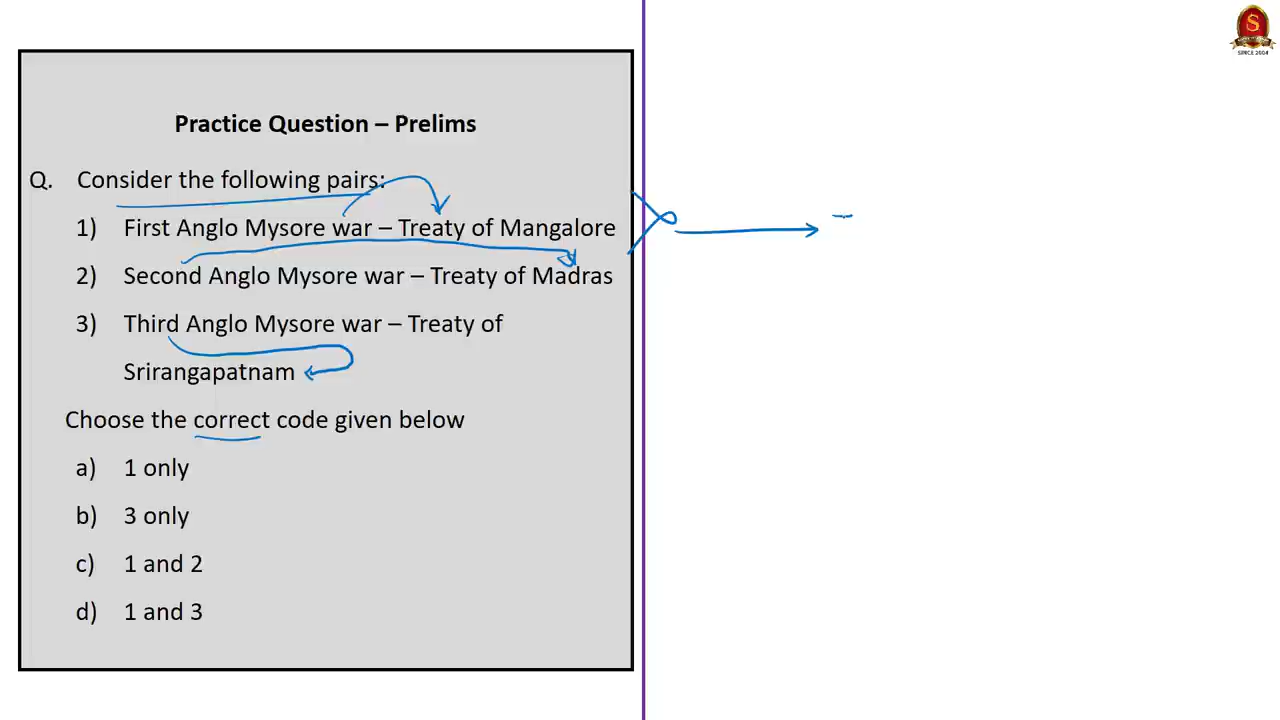 S
SINCE 2004
Practice Question – Prelims
Q. Consider the following pairs:
1) First Anglo Mysore war – Treaty of Mangalore
2) Second Anglo Mysore war – Treaty of Madras
3) Third Anglo Mysore war – Treaty of
Srirangapatnam
Choose the correct code given below
a) 1 only
b) 3 only
c) 1 and 2
d) 1 and 3